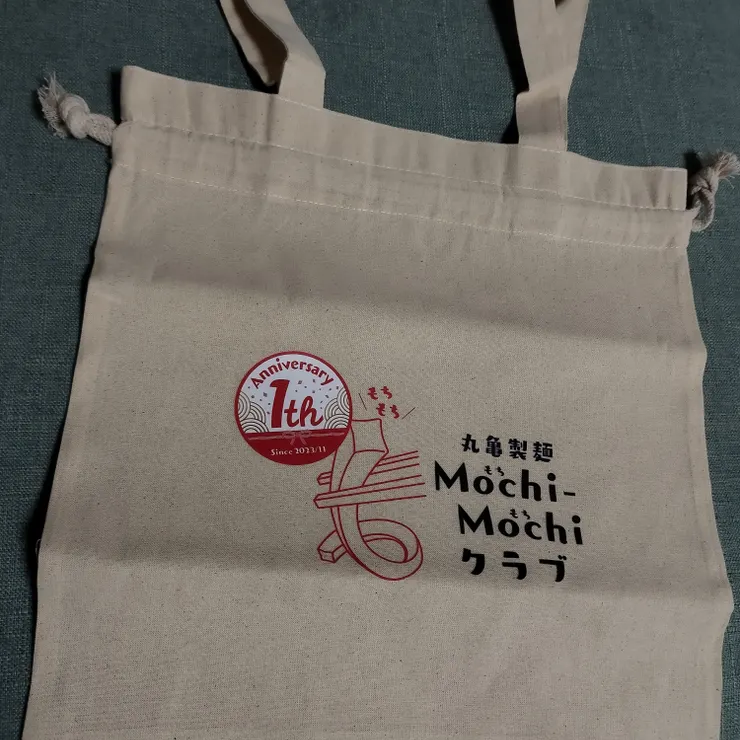 Anniversary
1th
Since 2023/11
もち
もち
丸亀製麺
もち
Mochi-
もち
Mochi
クラブ